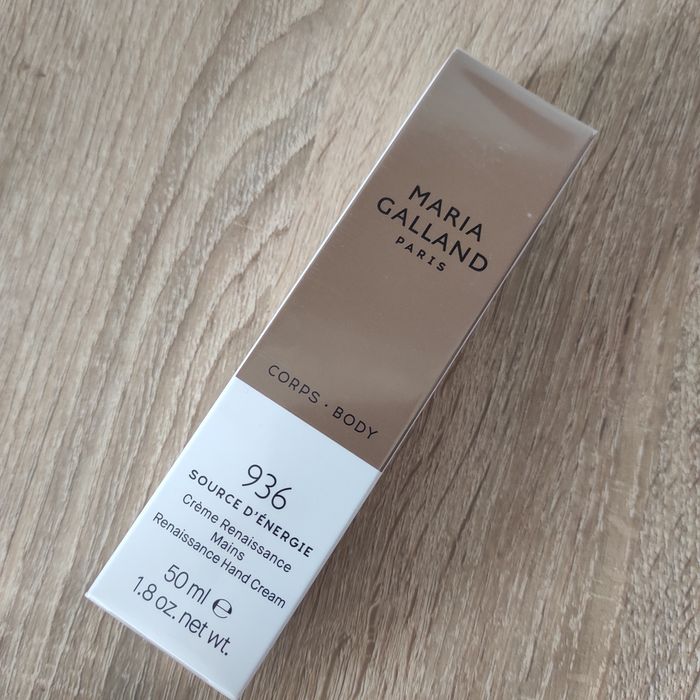 MARIA
GALLAND
PARIS
CORPS · BODY
936
SOURCE D'ÉNERGIE
Crème Renaissance
Mains
Renaissance Hand Cream
50 ml ℮
1.8 oz. net wt.